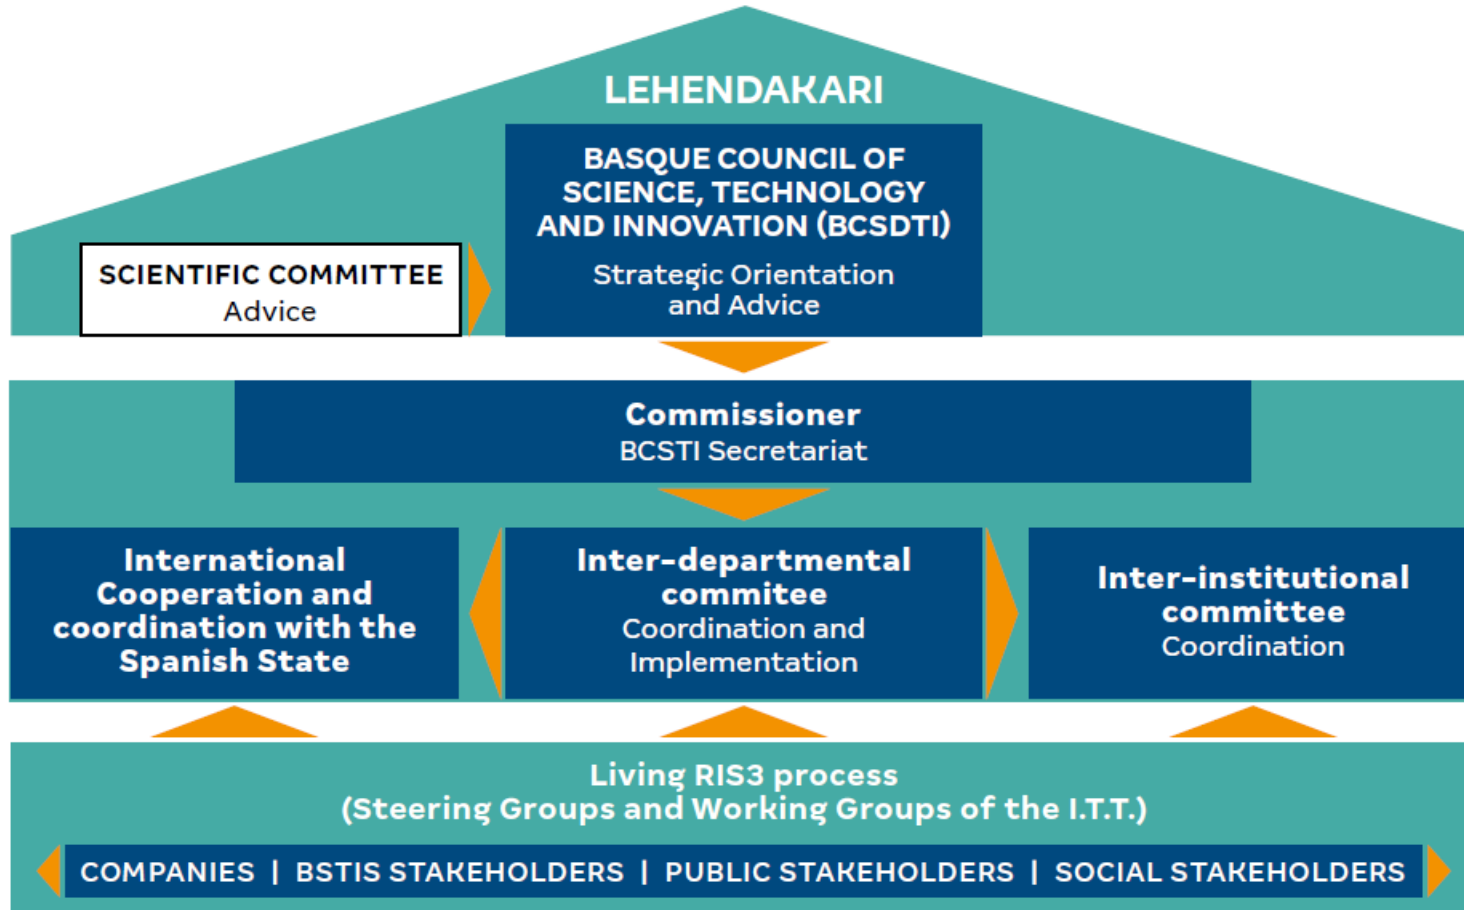 LEHENDAKARI
BASQUE COUNCIL OF
SCIENCE, TECHNOLOGY
AND INNOVATION (BCSDTI)
Strategic Orientation
and Advice
SCIENTIFIC COMMITTEE
Advice
Commissioner
BCSTI Secretariat
International
Cooperation and
coordination with the
Spanish State
Inter-departmental
commitee
Coordination and
Implementation
Inter-institutional
committee
Coordination
Living RIS3 process
(Steering Groups and Working Groups of the I.T.T.)
COMPANIES | BSTIS STAKEHOLDERS | PUBLIC STAKEHOLDERS | SOCIAL STAKEHOLDERS